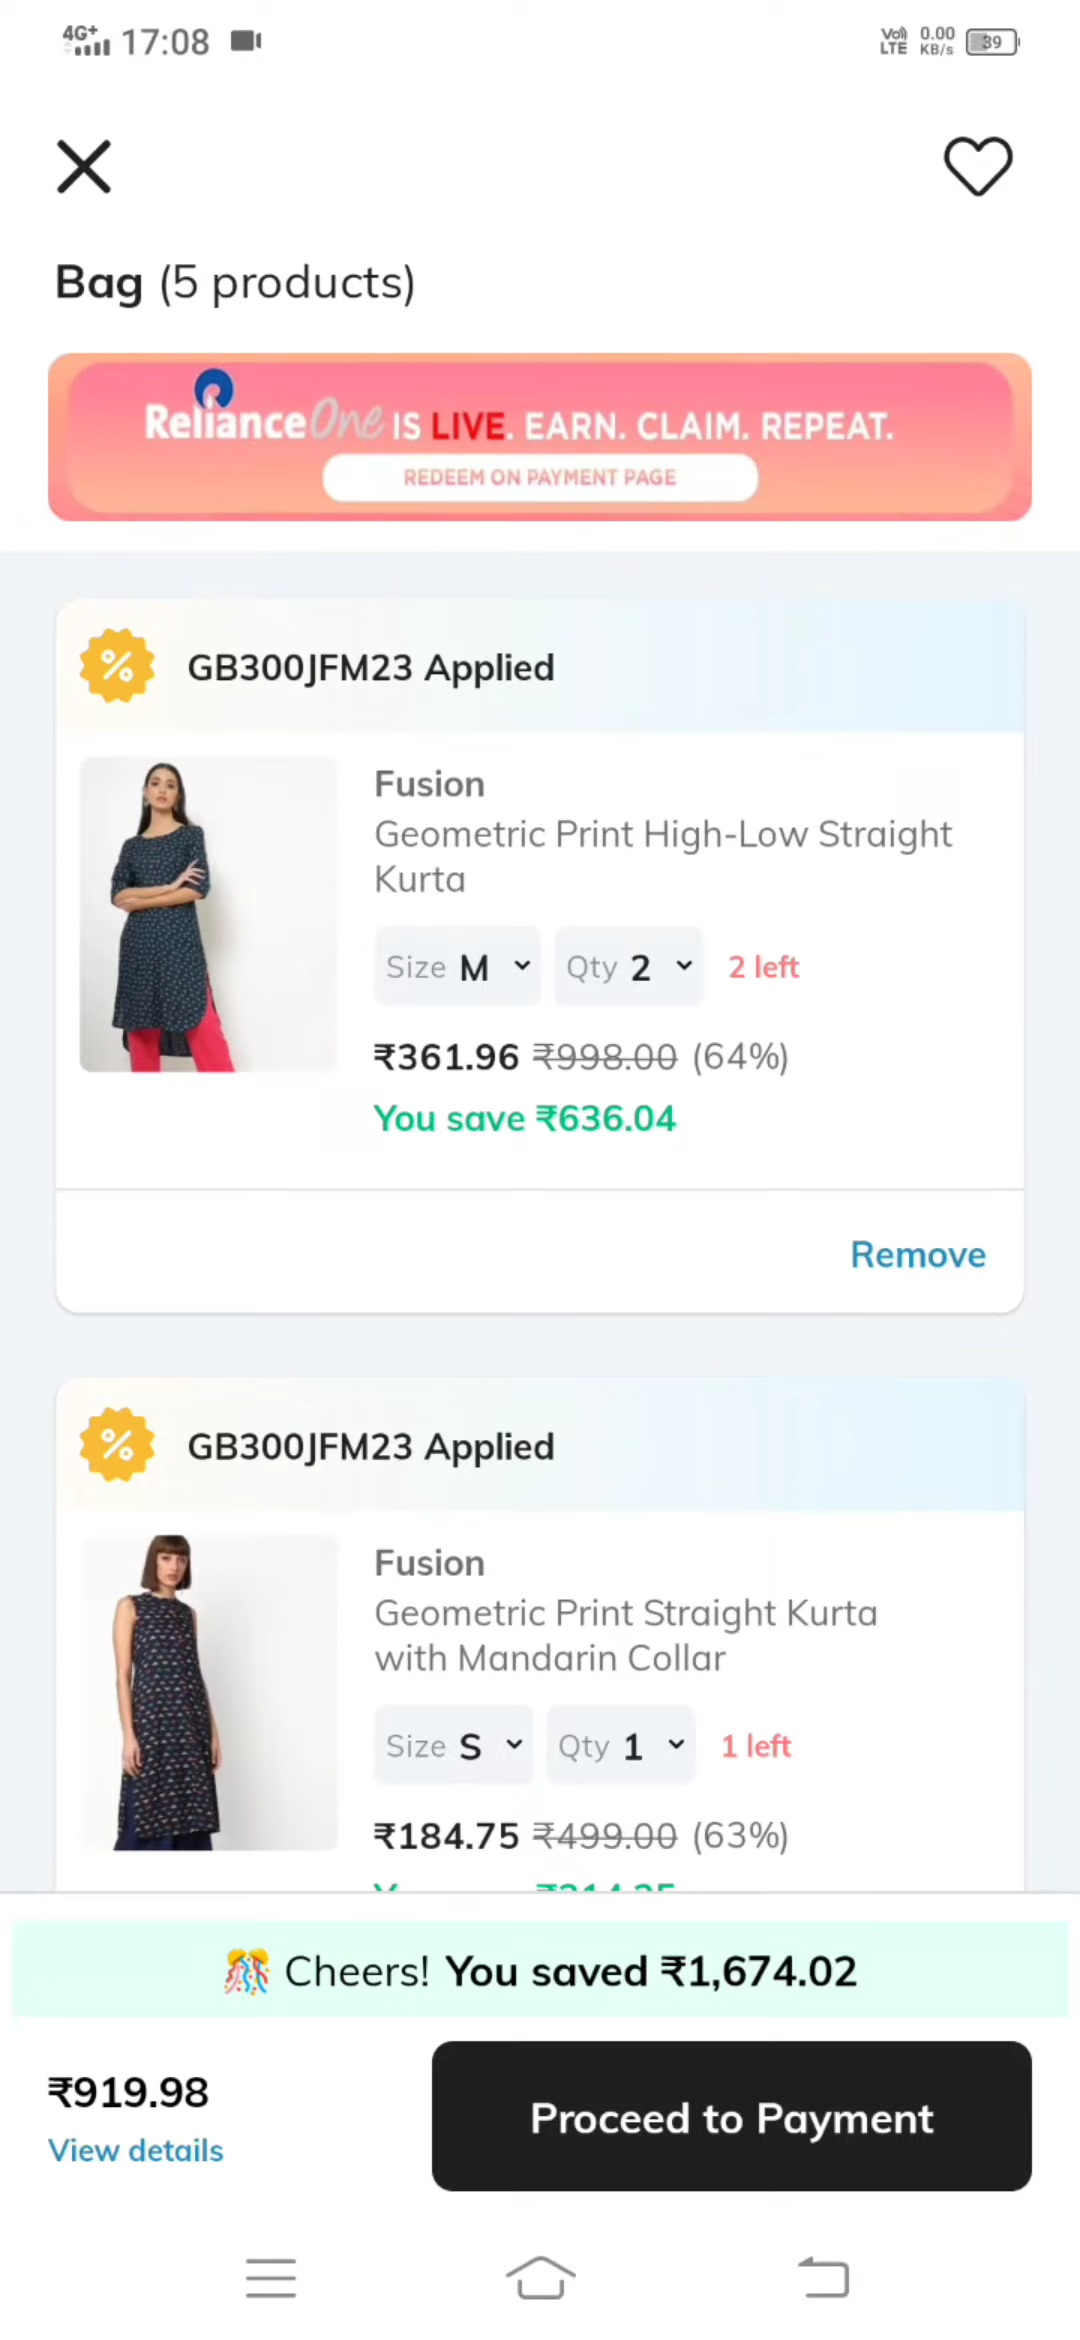 4G+ 17:08 Vo) LTE 0.00 KB/s 39
Bag (5 products)
Reliance One IS LIVE. EARN. CLAIM. REPEAT.
REDEEM ON PAYMENT PAGE
GB300JFM23 Applied
Fusion
Geometric Print High-Low Straight
Kurta
Size M Qty 2 2 left
₹361.96 ₹998.00 (64%)
You save ₹636.04
Remove
GB300JFM23 Applied
Fusion
Geometric Print Straight Kurta
with Mandarin Collar
Size S Qty 1 1 left
₹184.75 ₹499.00 (63%)
Cheers! You saved ₹1,674.02
₹919.98
View details
Proceed to Payment